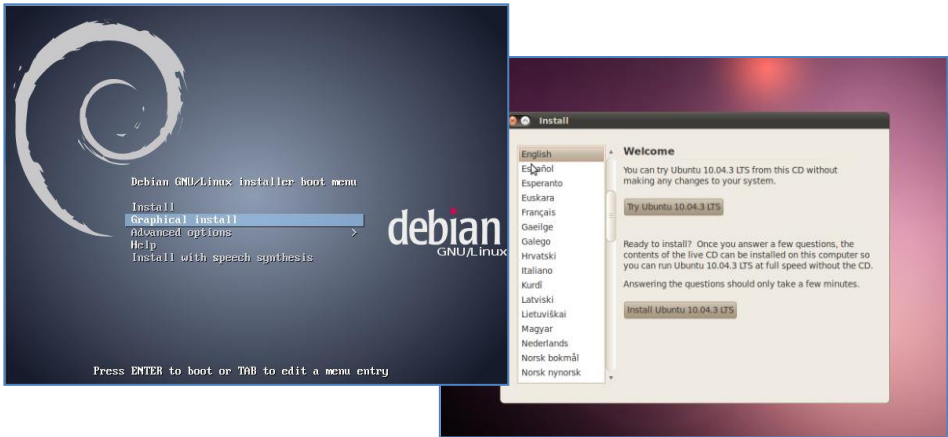 Debian GNU/Linux installer boot menu
Install
Graphical install
Advanced options >
Help
Install with speech synthesis
debian
GNU/Linux
Press ENTER to boot or TAB to edit a menu entry
Install
English
Español
Esperanto
Euskara
Français
Gaeilge
Galego
Hrvatski
Italiano
Kurdî
Latviski
Lietuviškai
Magyar
Nederlands
Norsk bokmål
Norsk nynorsk
Welcome
You can try Ubuntu 10.04.3 LTS from this CD without
making any changes to your system.
Try Ubuntu 10.04.3 LTS
Ready to install? Once you answer a few questions, the
contents of the live CD can be installed on this computer so
you can run Ubuntu 10.04.3 LTS at full speed without the CD.
Answering the questions should only take a few minutes.
Install Ubuntu 10.04.3 LTS